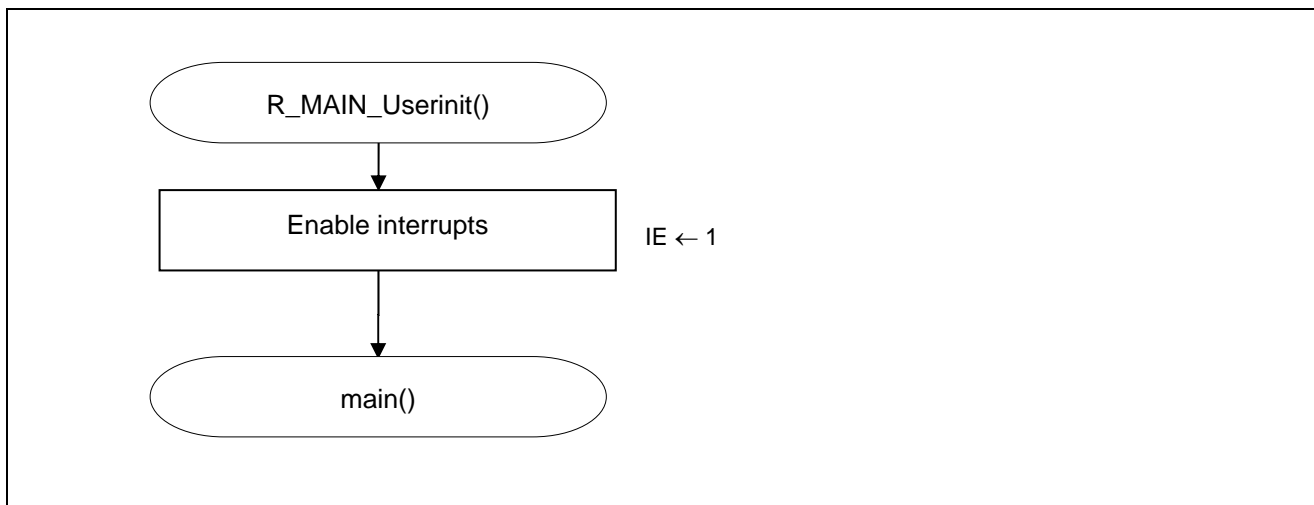 R_MAIN_Userinit()
Enable interrupts
IE ← 1
main()